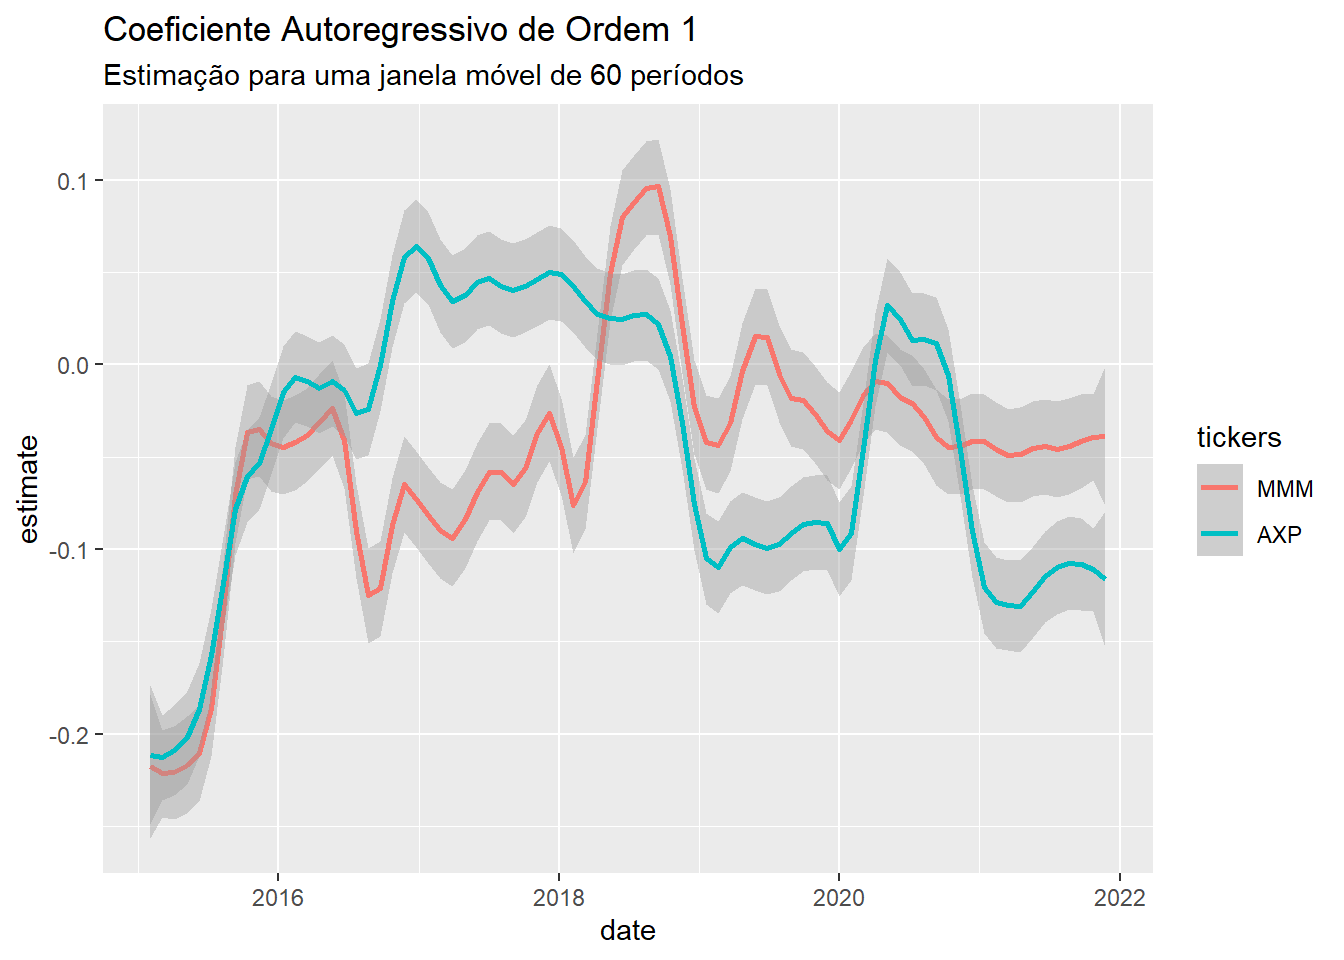 Coeficiente Autoregressivo de Ordem 1
Estimação para uma janela móvel de 60 períodos
estimate
0.1
0.0
-0.1
-0.2
2016
2018
2020
2022
date
tickers
MMM
AXP